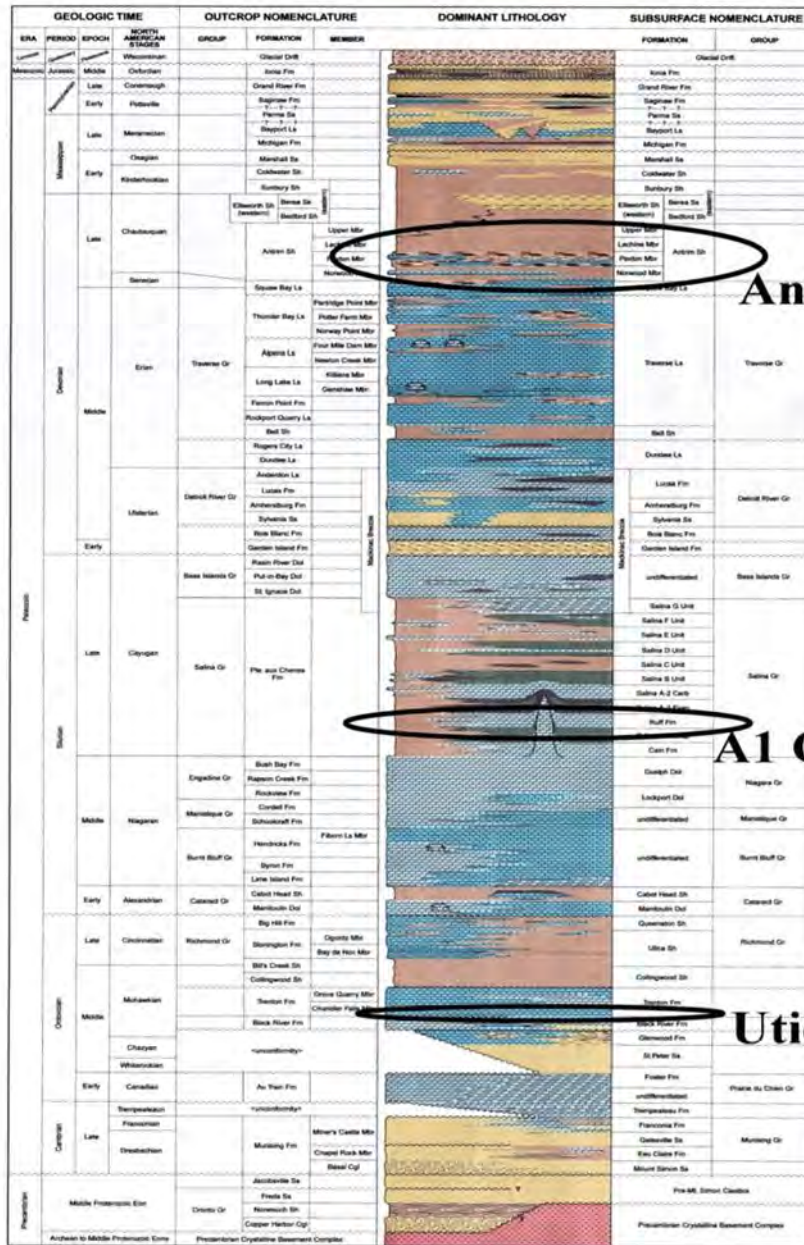 GEOLOGIC TIME OUTCROP NOMENCLATURE DOMINANT LITHOLOGY SUBSURFACE NOMENCLATURE
ERA PERIOD EPOCH NORTH AMERICAN STAGES GROUP FORMATION MEMBER FORMATION GROUP
Wisconsinan Glacial Drift Glacial Drift
Mesozoic Jurassic Middle Oxfordian Ionia Fm Ionia Fm
Late Conemaugh Grand River Fm Grand River Fm
Early Pottsville Saginaw Fm Saginaw Fm
Parma Ss Parma Ss
Mississippian Late Meramecian Bayport Ls Bayport Ls
Michigan Fm Michigan Fm
Osagian Marshall Ss Marshall Ss
Early Kinderhookian Coldwater Sh Coldwater Sh
Sunbury Sh Sunbury Sh
Ellsworth Sh (western) Berea Ss Ellsworth Sh (western) Berea Ss
Bedford Sh Bedford Sh
Late Chautauquan Antrim Sh Upper Mbr Upper Mbr Antrim Sh
Lachine Mbr
Paxton Mbr
Senecan Norwood Mbr
Squaw Bay Ls
An
Devonian Middle Erian Traverse Gr Thunder Bay Ls Partridge Point Mbr Traverse Ls Traverse Gr
Potter Farm Mbr
Norway Point Mbr
Alpena Ls Four Mile Dam Mbr
Newton Creek Mbr
Long Lake Ls Killians Mbr
Genshaw Mbr
Ferron Point Fm
Rockport Quarry Ls
Bell Sh Bell Sh
Rogers City Ls
Dundee Ls Dundee Ls
Ulsterian Detroit River Gr Anderdon Ls
Lucas Fm Lucas Fm Detroit River Gr
Amherstburg Fm Amherstburg Fm
Sylvania Ss Sylvania Ss
Mackinac Breccia Mackinac Breccia
Bois Blanc Fm Bois Blanc Fm
Early Garden Island Fm Garden Island Fm
Bass Islands Gr Raisin River Dol undifferentiated Bass Islands Gr
Put-in-Bay Dol
St. Ignace Dol
Paleozoic Silurian Late Cayugan Salina Gr Pte. aux Chenes Fm Salina G Unit Salina Gr
Salina F Unit
Salina E Unit
Salina D Unit
Salina C Unit
Salina B Unit
Salina A-2 Carb
Ruff Fm
A1 C
Cain Fm
Middle Niagaran Engadine Gr Bush Bay Fm Guelph Dol Niagara Gr
Rapson Creek Fm
Rockview Fm Lockport Dol
Manistique Gr Cordell Fm undifferentiated Manistique Gr
Schoolcraft Fm
Burnt Bluff Gr Hendricks Fm Fiborn Ls Mbr undifferentiated Burnt Bluff Gr
Byron Fm
Lime Island Fm
Early Alexandrian Cataract Gr Cabot Head Sh Cabot Head Sh Cataract Gr
Manitoulin Dol Manitoulin Dol
Ordovician Late Cincinnatian Richmond Gr Big Hill Fm Queenston Sh Richmond Gr
Stonington Fm Ogontz Mbr Utica Sh
Bay de Noc Mbr
Bill's Creek Sh
Collingwood Sh Collingwood Sh
Middle Mohawkian Trenton Fm Groos Quarry Mbr Trenton Fm
Chandler Falls Mbr
Black River Fm Black River Fm
Utic
Glenwood Fm
Chazyan <unconformity> St Peter Ss
Whiterockian
Early Canadian Au Train Fm Foster Fm Prairie du Chien Gr
undifferentiated
Cambrian Late Trempealeauan <unconformity> Trempealeau Fm
Franconian Munising Fm Miner's Castle Mbr Franconia Fm Munising Gr
Dresbachian Galesville Ss
Chapel Rock Mbr Eau Claire Fm
Basal Cgl Mount Simon Ss
Precambrian Middle Proterozoic Eon Jacobsville Ss Pre-Mt. Simon Clastics
Oronto Gr Freda Ss
Nonesuch Sh Precambrian Crystalline Basement Complex
Copper Harbor Cgl
Archean to Middle Proterozoic Eons Precambrian Crystalline Basement Complex